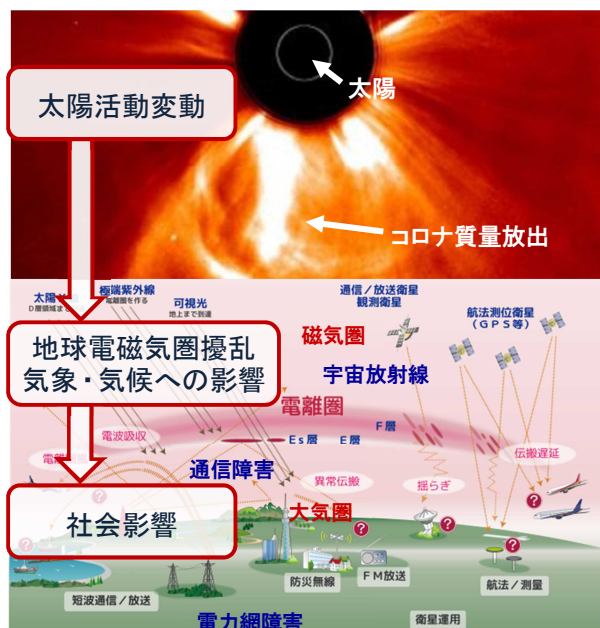 太陽活動変動
太陽
コロナ質量放出
太陽
極端紫外線
電離圏を作る
D層領域ま
可視光
地上まで到達
通信／放送衛星
観測衛星
航法測位衛星
(GPS等)
地球電磁気圏擾乱
気象・気候への影響
磁気圏
宇宙放射線
電離圏
F層
Es層
E層
電波吸収
通信障害
異常伝搬
揺らぎ
伝搬遅延
?
社会影響
大気圏
?
?
?
?
?
防災無線
FM放送
航法／測量
短波通信／放送
電力網障害
衛星運用